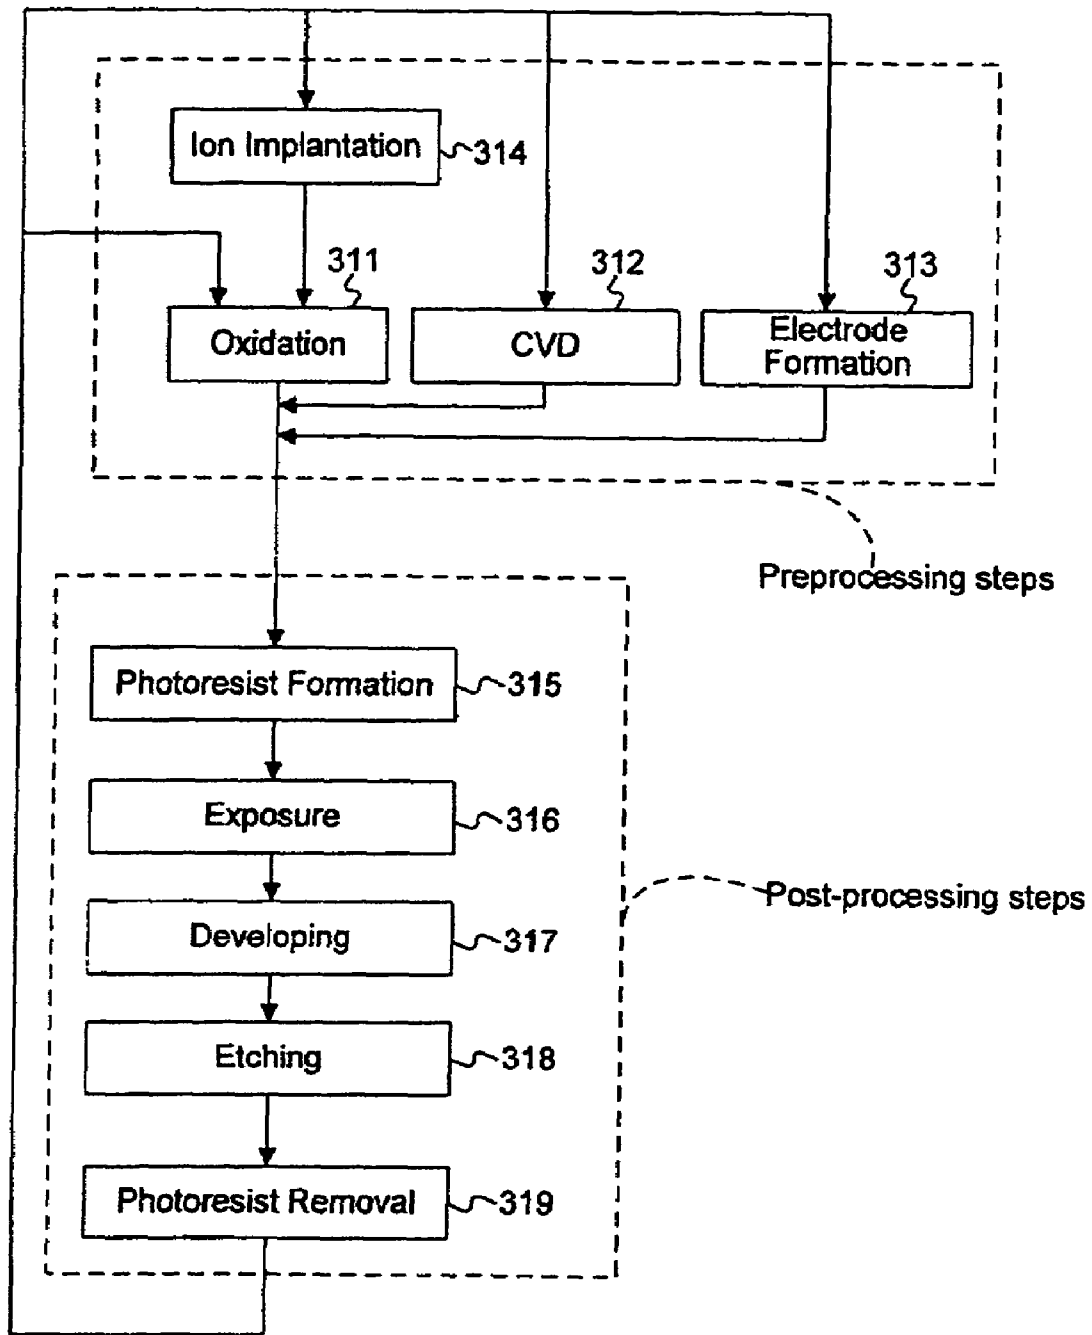 Ion Implantation
314
311
312
313
Oxidation
CVD
Electrode
Formation
Preprocessing steps
Photoresist Formation
315
Exposure
316
Post-processing steps
Developing
317
Etching
318
Photoresist Removal
319